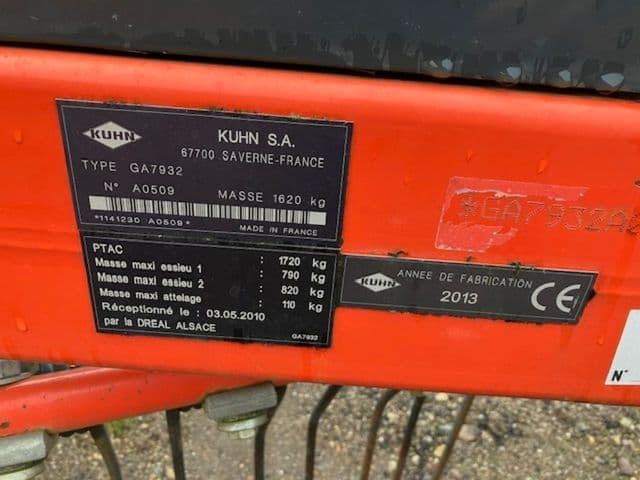 KUHN
KUHN S.A.
67700 SAVERNE-FRANCE
TYPE GA7932
N° A0509 MASSE 1620 kg
*1141230 A0509*
MADE IN FRANCE
PTAC : 1720 kg
Masse maxi essieu 1 : 790 kg
Masse maxi essieu 2 : 820 kg
Masse maxi attelage : 110 kg
Réceptionné le : 03.05.2010
par la DREAL ALSACE
GA7932
KUHN
ANNEE DE FABRICATION
2013
CE
*GA7932A
N°